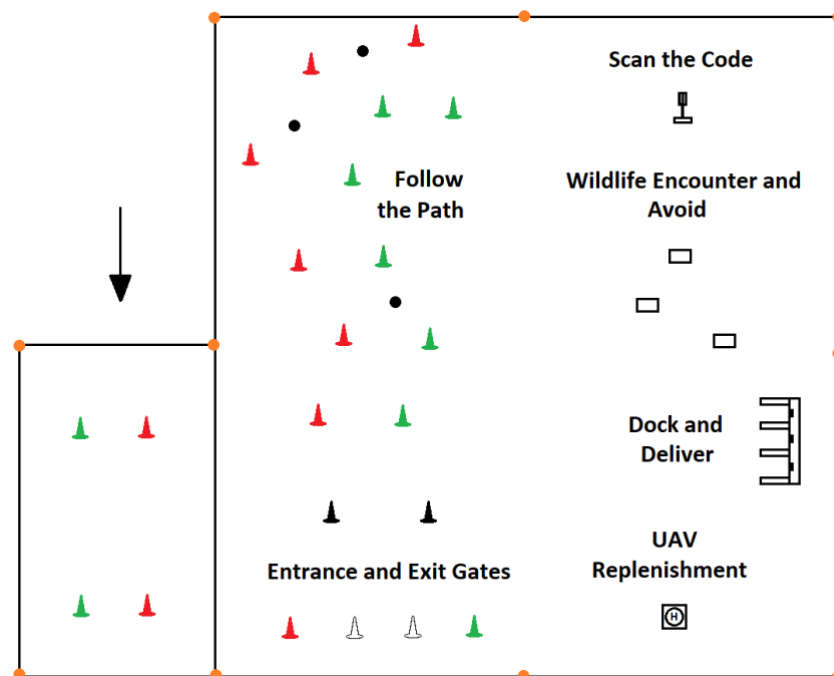 Scan the Code
Follow
the Path
Wildlife Encounter and
Avoid
Dock and
Deliver
UAV
Replenishment
Entrance and Exit Gates
H